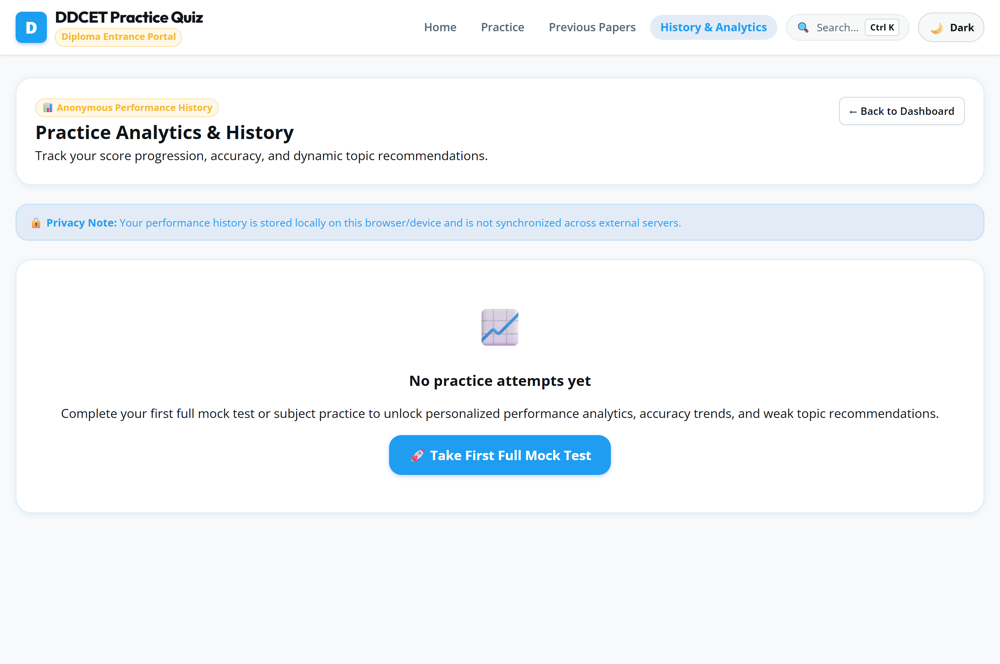 D
DDCET Practice Quiz
Diploma Entrance Portal
Home
Practice
Previous Papers
History & Analytics
Search...
Ctrl K
Dark
Anonymous Performance History
Practice Analytics & History
Track your score progression, accuracy, and dynamic topic recommendations.
← Back to Dashboard
Privacy Note: Your performance history is stored locally on this browser/device and is not synchronized across external servers.
No practice attempts yet
Complete your first full mock test or subject practice to unlock personalized performance analytics, accuracy trends, and weak topic recommendations.
Take First Full Mock Test